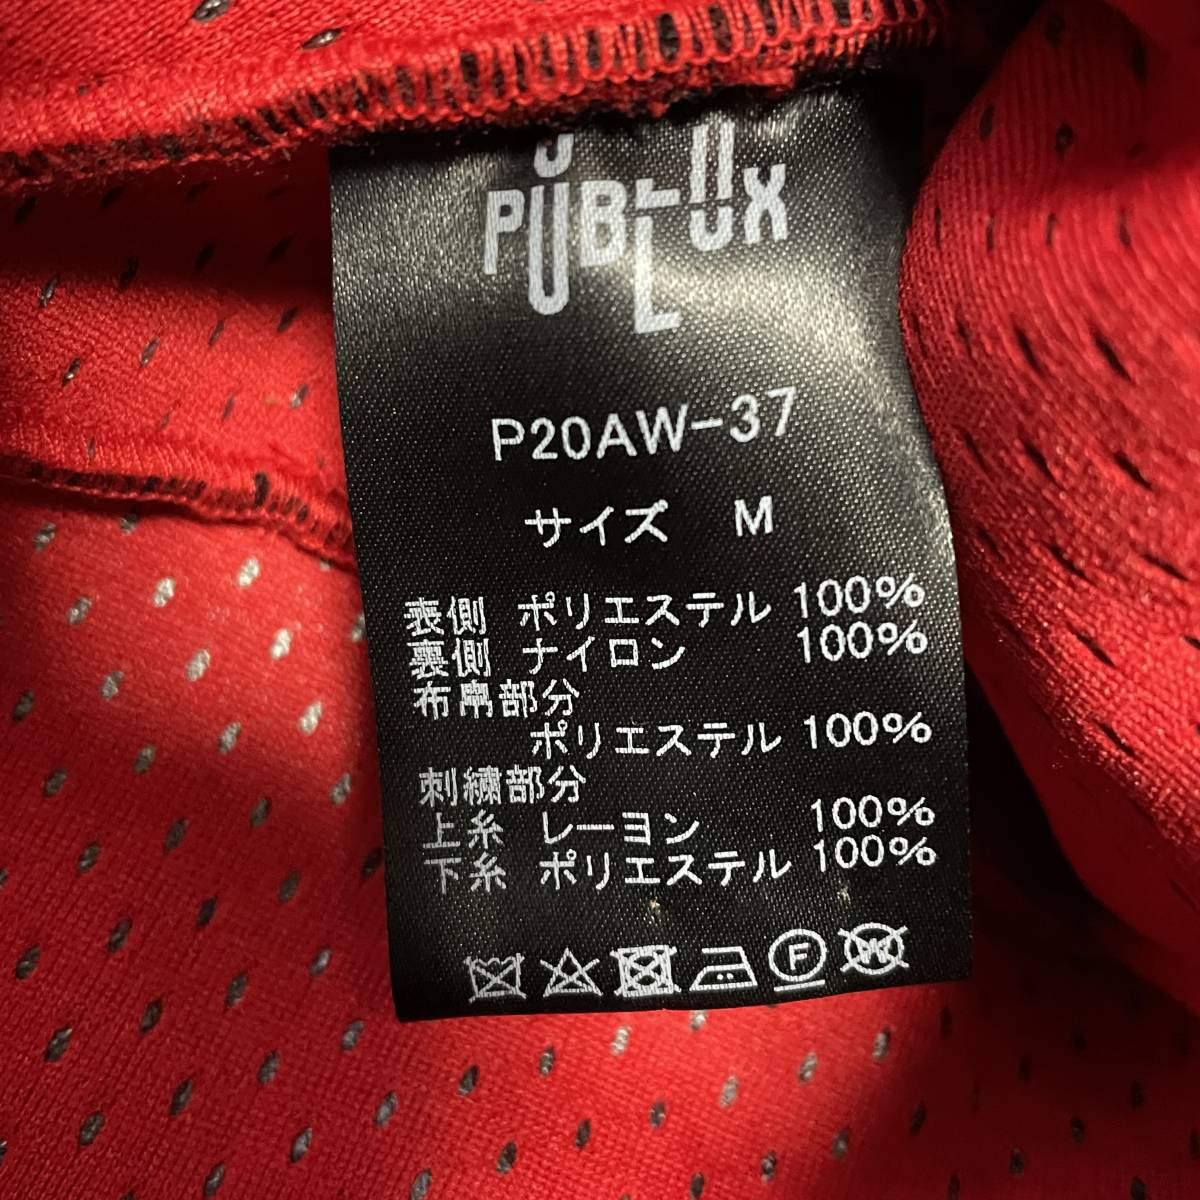 PUBLUX
P20AW-37
サイズ M
表側 ポリエステル 100%
裏側 ナイロン 100%
布帛部分
ポリエステル 100%
刺繍部分
上糸 レーヨン 100%
下糸 ポリエステル 100%
F
W